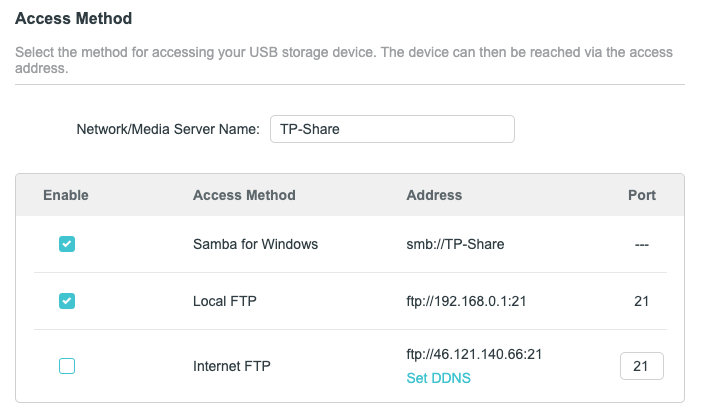 Access Method
Select the method for accessing your USB storage device. The device can then be reached via the access
address.
Network/Media Server Name: TP-Share
Enable Access Method Address Port
Samba for Windows smb://TP-Share ---
Local FTP ftp://192.168.0.1:21 21
Internet FTP ftp://46.121.140.66:21 21
Set DDNS